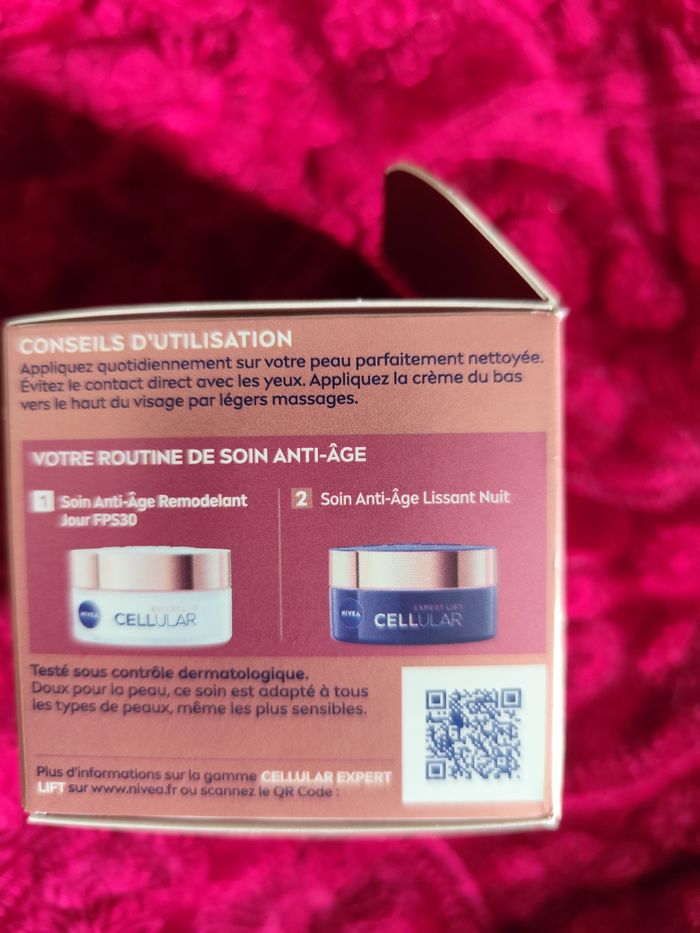 CONSEILS D'UTILISATION
Appliquez quotidiennement sur votre peau parfaitement nettoyée.
Évitez le contact direct avec les yeux. Appliquez la crème du bas
vers le haut du visage par légers massages.
VOTRE ROUTINE DE SOIN ANTI-ÂGE
1 Soin Anti-Âge Remodelant
Jour FPS30
NIVEA
EXPERT LIFT
CELLULAR
2 Soin Anti-Âge Lissant Nuit
NIVEA
EXPERT LIFT
CELLULAR
Testé sous contrôle dermatologique.
Doux pour la peau, ce soin est adapté à tous
les types de peaux, même les plus sensibles.
Plus d'informations sur la gamme CELLULAR EXPERT
LIFT sur www.nivea.fr ou scannez le QR Code :